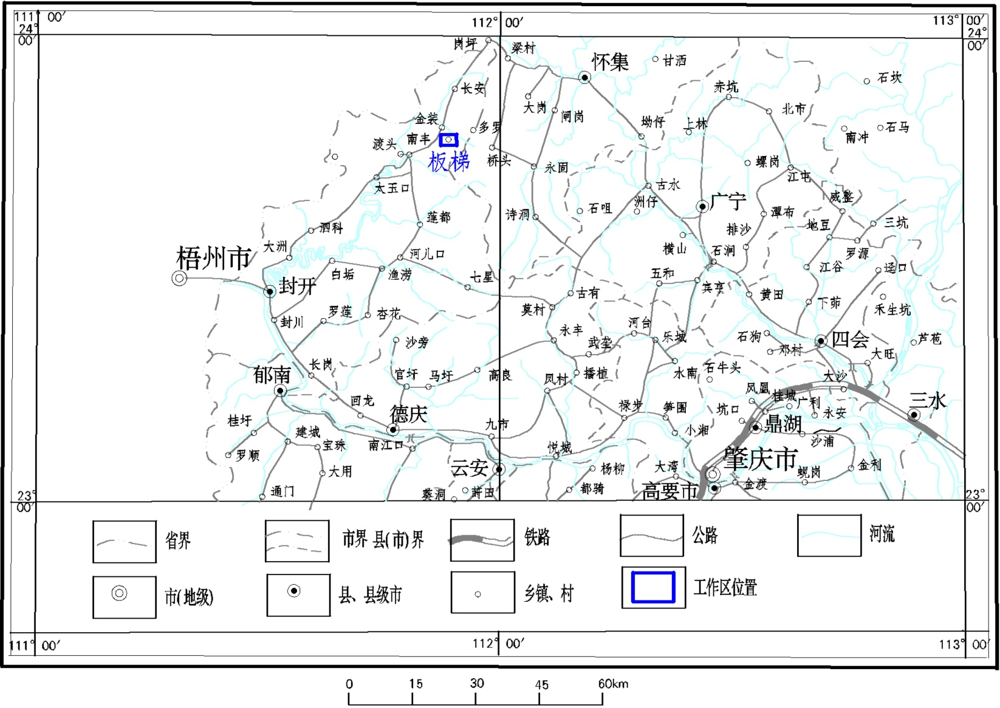 111° 00′
112° 00′
113° 00′
24° 00′
24° 00′
岗坪
梁村
怀集
甘洒
石坎
长安
赤坑
大岗
闸岗
北市
金装
多罗
坳仔
上林
南冲
石马
渡头
南丰
板梯
桥头
永固
螺岗
江屯
太玉口
古水
威整
洲仔
广宁
诗洞
石咀
潭布
莲都
泗科
排沙
地豆
三坑
大洲
横山
石涧
罗源
梧州市
河儿口
白垢
渔涝
江谷
迳口
封开
七星
五和
宾亨
古有
黄田
下茆
禾生坑
封川
罗莲
杏花
莫村
永丰
河台
乐城
石狗
四会
芦苞
沙旁
武垄
邓村
大旺
长岗
郁南
官圩
马圩
高良
凤村
播植
水南
石牛头
大沙
回龙
凤凰
桂城
广利
三水
桂圩
德庆
禄步
笋围
坑口
永安
九市
小湘
鼎湖
建城
宝珠
南江口
沙浦
罗顺
悦城
肇庆市
大用
云安
杨柳
大湾
蚬岗
金利
通门
葵洞
莳田
都骑
高要市
金渡
23° 00′
23° 00′
省界
市界 县(市)界
铁路
公路
河流
市(地级)
县、县级市
乡镇、村
工作区位置
111° 00′
112° 00′
113° 00′
0 15 30 45 60km